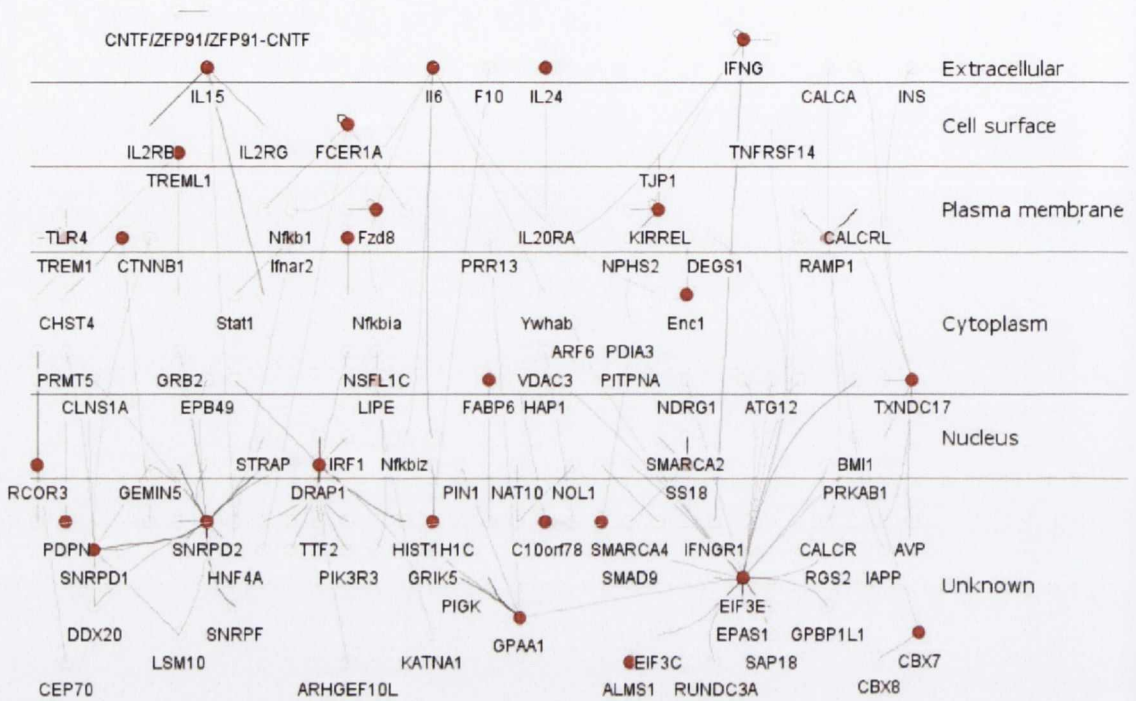 CNTF/ZFP91/ZFP91-CNTF
IFNG Extracellular
IL15 Il6 F10 IL24 CALCA INS
Cell surface
IL2RB IL2RG FCER1A TNFRSF14
TREML1 TJP1
Plasma membrane
TLR4 Nfkb1 Fzd8 IL20RA KIRREL CALCRL
TREM1 CTNNB1 Ifnar2 PRR13 NPHS2 DEGS1 RAMP1
CHST4 Stat1 Nfkbia Ywhab Enc1 Cytoplasm
ARF6 PDIA3
PRMT5 GRB2 NSFL1C VDAC3 PITPNA
CLNS1A EPB49 LIPE FABP6 HAP1 NDRG1 ATG12 TXNDC17
Nucleus
STRAP IRF1 Nfkbiz SMARCA2 BMI1
RCOR3 GEMIN5 DRAP1 PIN1 NAT10 NOL1 SS18 PRKAB1
PDPN SNRPD2 TTF2 HIST1H1C C10orf78 SMARCA4 IFNGR1 CALCR AVP
SNRPD1 HNF4A PIK3R3 GRIK5 SMAD9 RGS2 IAPP Unknown
PIGK EIF3E
DDX20 SNRPF GPAA1 EPAS1 GPBP1L1
LSM10 KATNA1 EIF3C SAP18 CBX7
CEP70 ARHGEF10L ALMS1 RUNDC3A CBX8